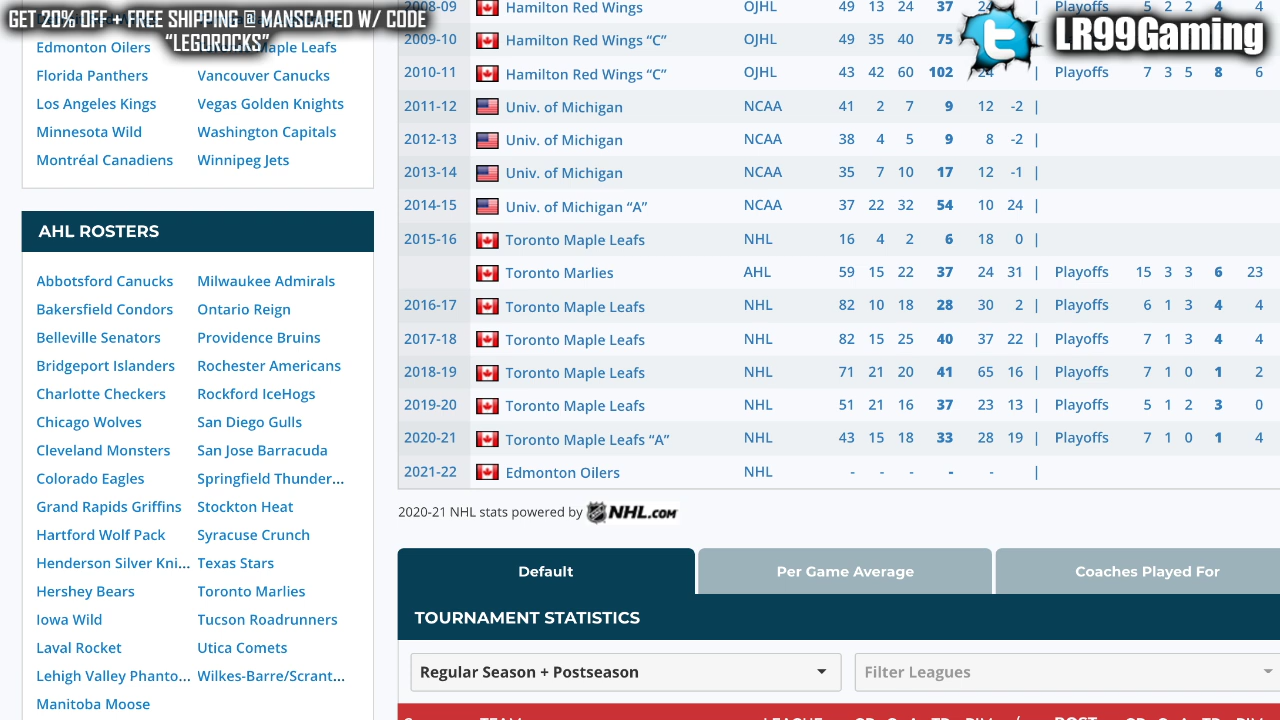 GET 20% OFF + FREE SHIPPING @ MANSCAPED W/ CODE
"LEGOROCKS"
LR99Gaming
Edmonton Oilers Maple Leafs
Florida Panthers Vancouver Canucks
Los Angeles Kings Vegas Golden Knights
Minnesota Wild Washington Capitals
Montréal Canadiens Winnipeg Jets
AHL ROSTERS
Abbotsford Canucks Milwaukee Admirals
Bakersfield Condors Ontario Reign
Belleville Senators Providence Bruins
Bridgeport Islanders Rochester Americans
Charlotte Checkers Rockford IceHogs
Chicago Wolves San Diego Gulls
Cleveland Monsters San Jose Barracuda
Colorado Eagles Springfield Thunder...
Grand Rapids Griffins Stockton Heat
Hartford Wolf Pack Syracuse Crunch
Henderson Silver Kni... Texas Stars
Hershey Bears Toronto Marlies
Iowa Wild Tucson Roadrunners
Laval Rocket Utica Comets
Lehigh Valley Phanto... Wilkes-Barre/Scrant...
Manitoba Moose
2008-09 Hamilton Red Wings OJHL 49 13 24 37 Playoffs 5 2 2 4 4
2009-10 Hamilton Red Wings “C” OJHL 49 35 40 75
2010-11 Hamilton Red Wings “C” OJHL 43 42 60 102 24 | Playoffs 7 3 5 8 6
2011-12 Univ. of Michigan NCAA 41 2 7 9 12 -2 |
2012-13 Univ. of Michigan NCAA 38 4 5 9 8 -2 |
2013-14 Univ. of Michigan NCAA 35 7 10 17 12 -1 |
2014-15 Univ. of Michigan “A” NCAA 37 22 32 54 10 24 |
2015-16 Toronto Maple Leafs NHL 16 4 2 6 18 0 |
Toronto Marlies AHL 59 15 22 37 24 31 | Playoffs 15 3 3 6 23
2016-17 Toronto Maple Leafs NHL 82 10 18 28 30 2 | Playoffs 6 1 3 4 4
2017-18 Toronto Maple Leafs NHL 82 15 25 40 37 22 | Playoffs 7 1 3 4 4
2018-19 Toronto Maple Leafs NHL 71 21 20 41 65 16 | Playoffs 7 1 0 1 2
2019-20 Toronto Maple Leafs NHL 51 21 16 37 23 13 | Playoffs 5 1 2 3 0
2020-21 Toronto Maple Leafs “A” NHL 43 15 18 33 28 19 | Playoffs 7 1 0 1 4
2021-22 Edmonton Oilers NHL - - - - - |
2020-21 NHL stats powered by NHL.COM
Default Per Game Average Coaches Played For
TOURNAMENT STATISTICS
Regular Season + Postseason Filter Leagues